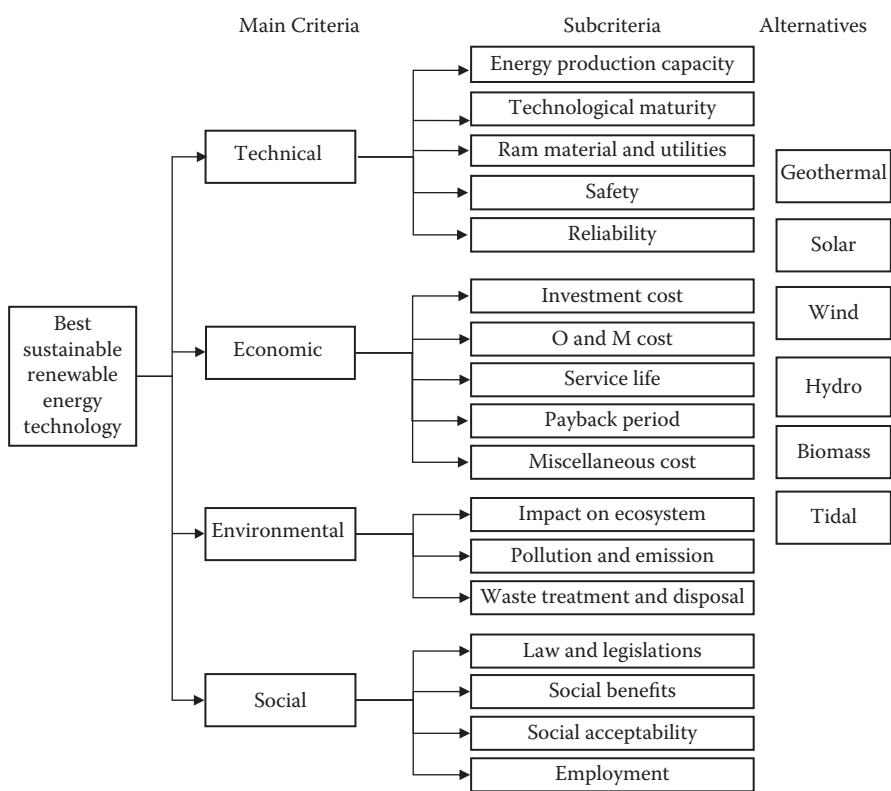 Main Criteria
Subcriteria
Alternatives
Best
sustainable
renewable
energy
technology
Technical
Energy production capacity
Technological maturity
Ram material and utilities
Safety
Reliability
Economic
Investment cost
O and M cost
Service life
Payback period
Miscellaneous cost
Environmental
Impact on ecosystem
Pollution and emission
Waste treatment and disposal
Social
Law and legislations
Social benefits
Social acceptability
Employment
Geothermal
Solar
Wind
Hydro
Biomass
Tidal